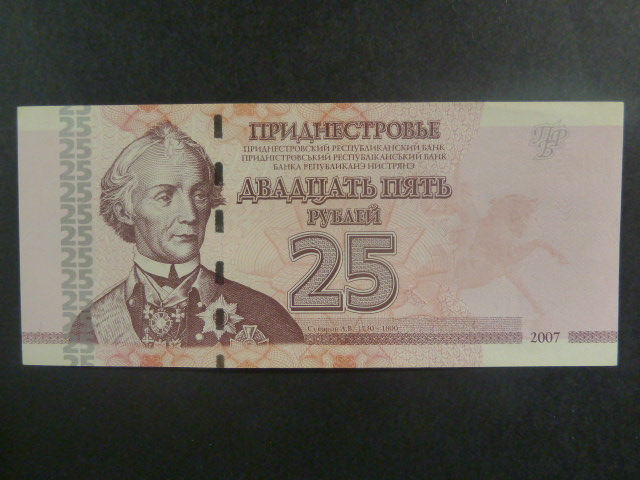 ПРИДНЕСТРОВЬЕ
ПРИДНЕСТРОВСКИЙ РЕСПУБЛИКАНСКИЙ БАНК
ПРИДНІСТРОВСЬКИЙ РЕСПУБЛІКАНСЬКИЙ БАНК
БАНКА РЕПУБЛИКАНЭ НИСТРЯНЭ
ДВАДЦАТЬ ПЯТЬ
РУБЛЕЙ
25
Суворов А.В. 1730 - 1800
2007